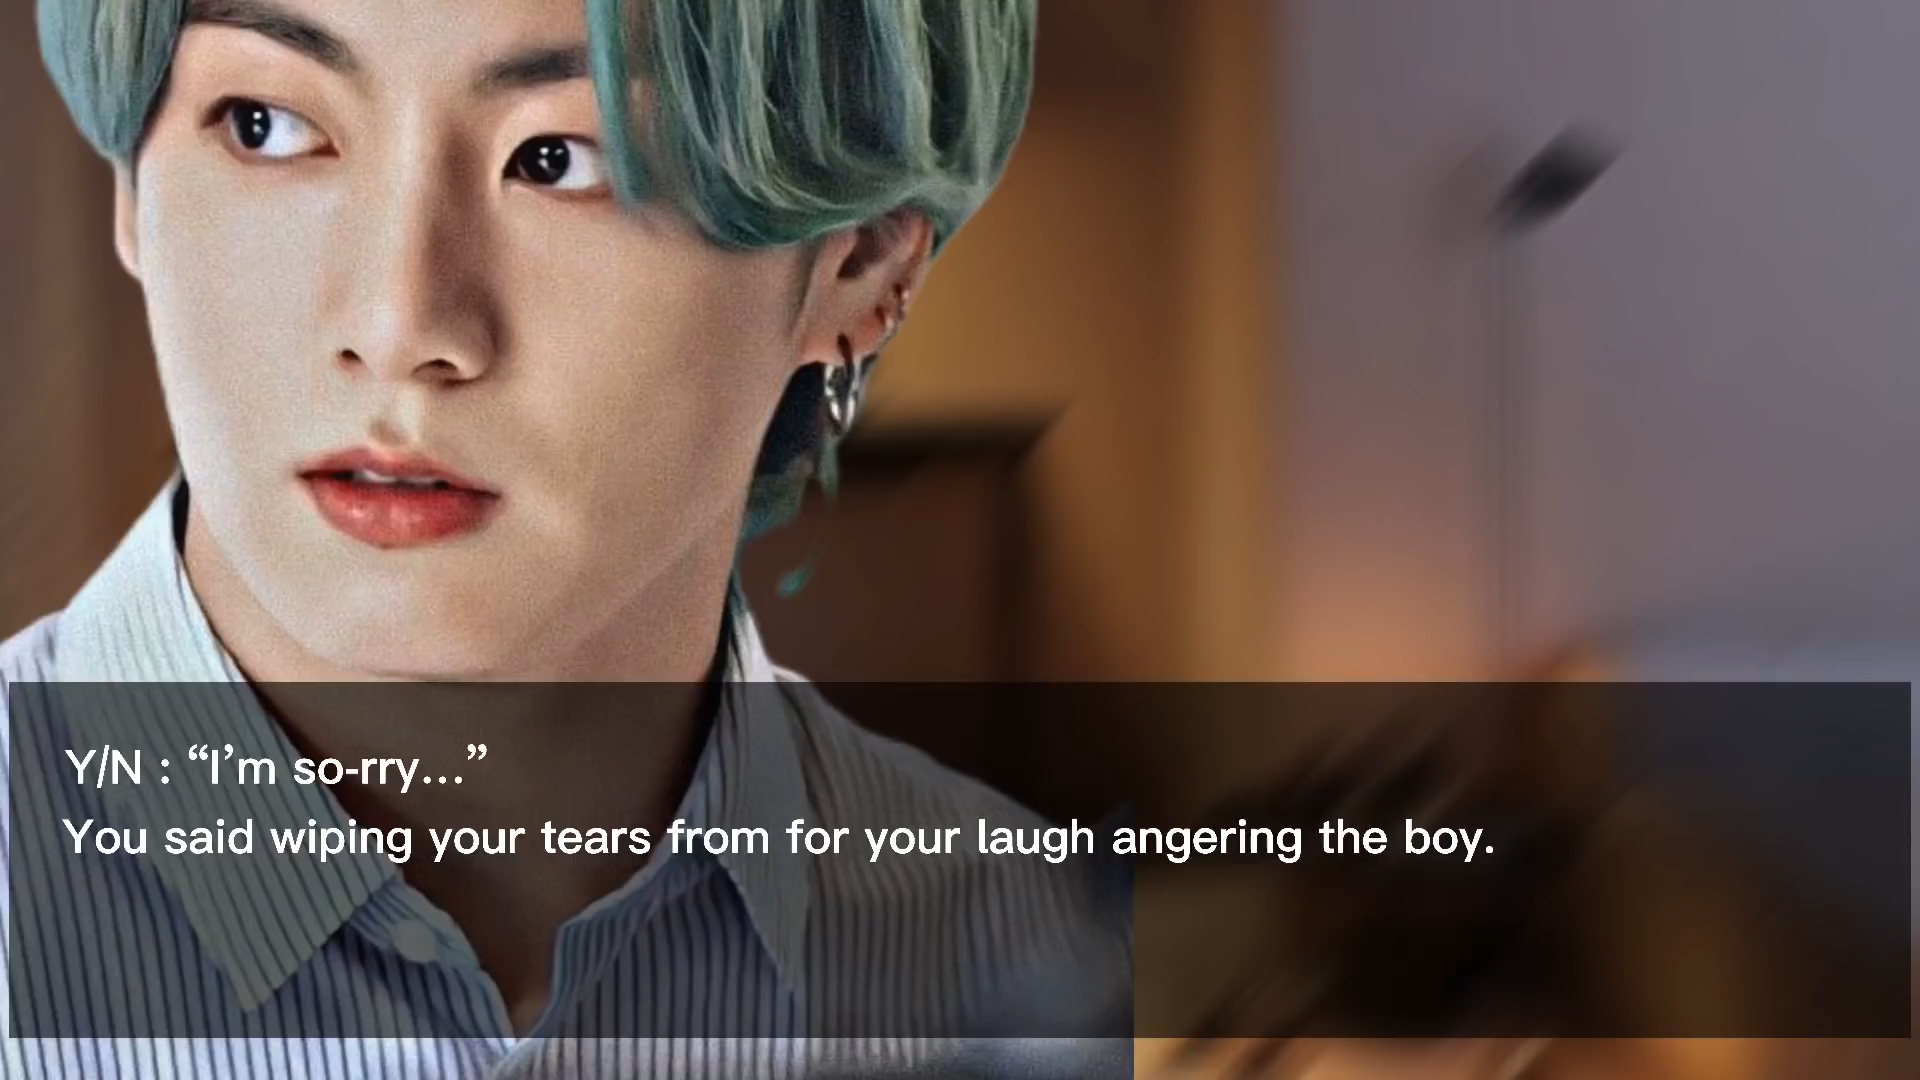 Y/N : “I’m so-rry...”
You said wiping your tears from for your laugh angering the boy.